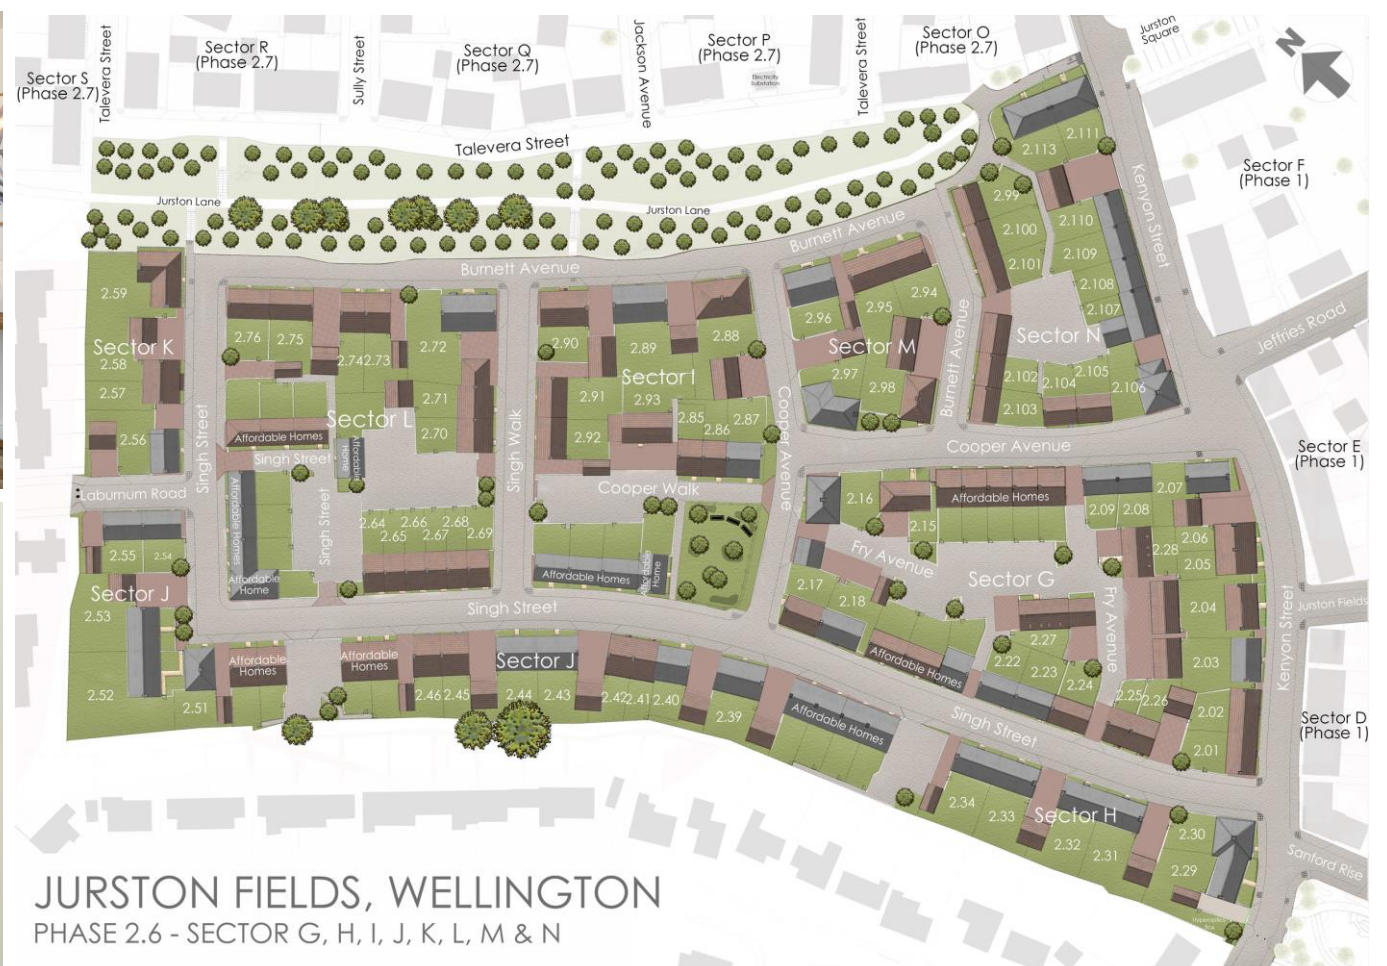 Talevera Street
Sector R
(Phase 2.7)
Sully Street
Sector Q
(Phase 2.7)
Jackson Avenue
Sector P
(Phase 2.7)
Talevera Street
Sector O
(Phase 2.7)
Jurston
Square
N
Sector S
(Phase 2.7)
Electricity
Substation
Talevera Street
2.111
2.113
Kenyon Street
Sector F
(Phase 1)
Jurston Lane
Jurston Lane
2.99
2.100
2.101
2.110
2.109
2.108
2.107
Burnett Avenue
Burnett Avenue
2.59
Sector K
2.58
2.57
2.56
2.76
2.75
2.74
2.73
2.72
2.71
2.70
Sector L
2.90
2.89
2.88
Sector I
2.91
2.93
2.92
2.85
2.86
2.87
2.96
2.95
2.94
Sector M
2.97
2.98
Burnett Avenue
Sector N
2.102
2.103
2.104
2.105
2.106
Jeffries Road
Singh Street
Affordable Homes
Singh Street
Affordable
Home
Singh Walk
Cooper Avenue
Cooper Avenue
Sector E
(Phase 1)
Laburnum Road
Affordable Homes
Singh Street
Cooper Walk
2.64
2.65
2.66
2.67
2.68
2.69
2.16
2.15
Affordable Homes
2.09
2.08
2.07
2.06
2.05
2.28
2.55
2.54
Sector J
2.53
2.52
2.51
Affordable
Home
Affordable Homes
Affordable
Home
Fry Avenue
2.17
2.18
Sector G
Fry Avenue
2.04
2.03
Kenyon Street
Jurston Fields
Singh Street
Affordable
Homes
Affordable
Homes
2.46
2.45
Sector J
2.44
2.43
2.42
2.41
2.40
2.39
Affordable Homes
2.27
2.22
2.23
2.24
2.25
2.26
2.02
2.01
Sector D
(Phase 1)
Affordable Homes
Singh Street
2.34
2.33
Sector H
2.32
2.31
2.30
2.29
Sanford Rise
JURSTON FIELDS, WELLINGTON
PHASE 2.6 - SECTOR G, H, I, J, K, L, M & N